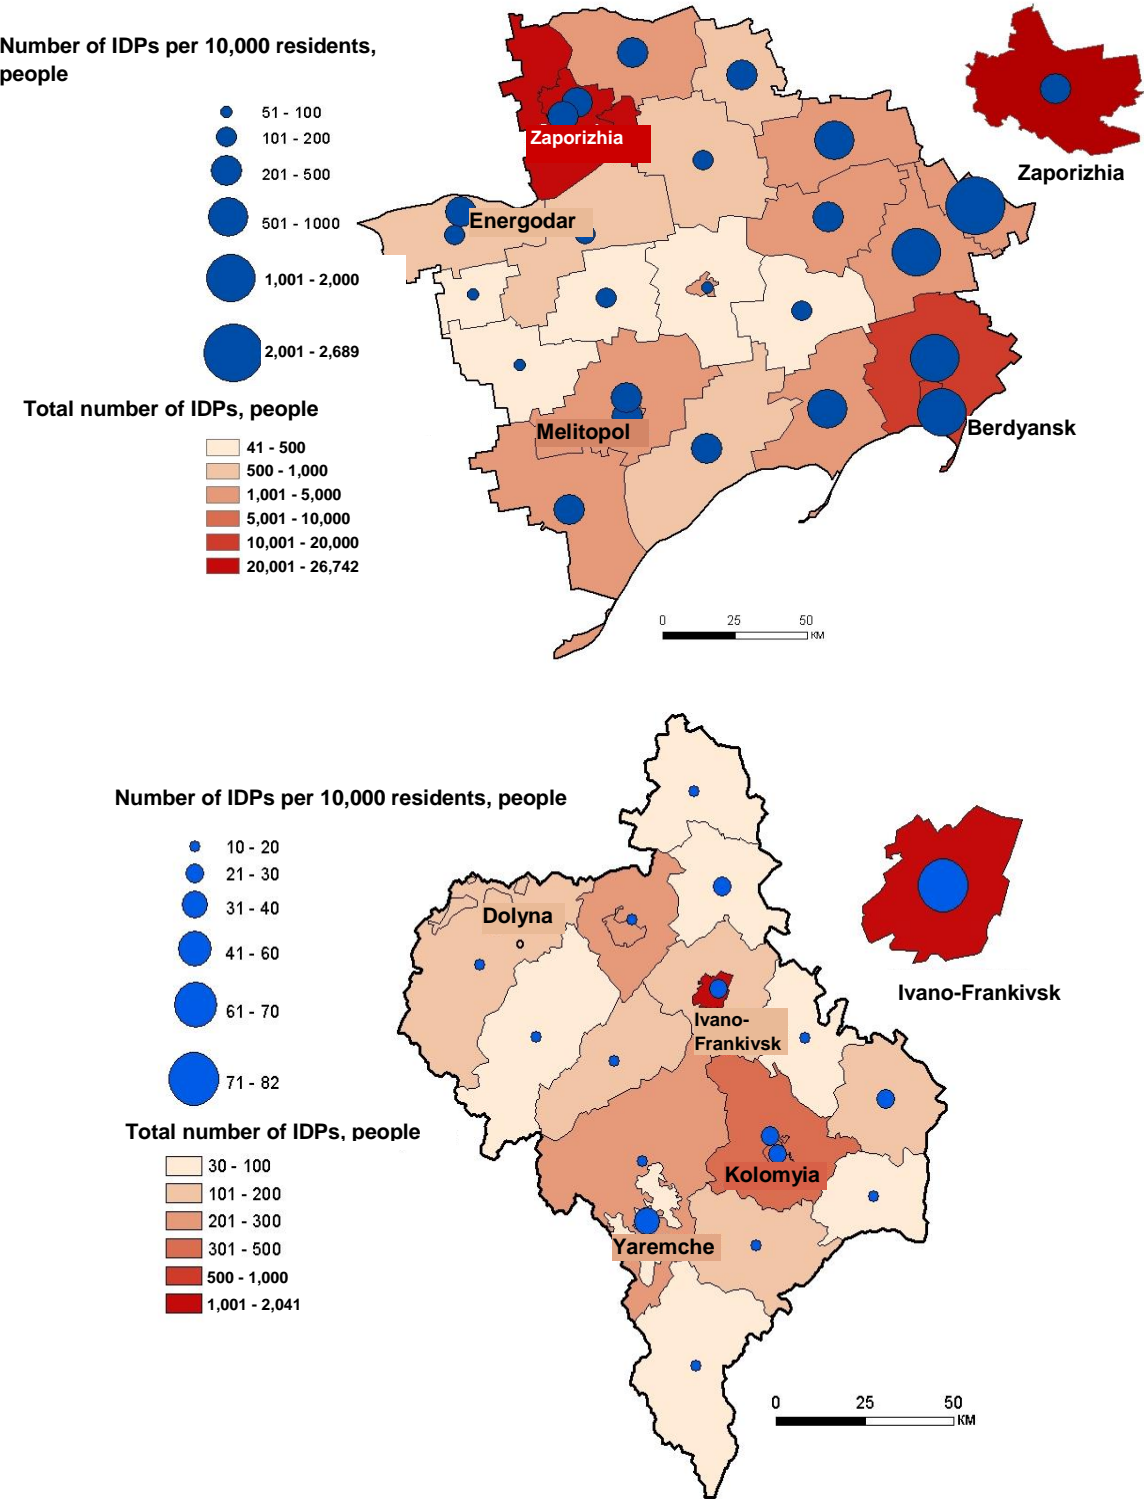 Number of IDPs per 10,000 residents,
people
51 - 100
101 - 200
201 - 500
501 - 1000
1,001 - 2,000
2,001 - 2,689
Total number of IDPs, people
41 - 500
500 - 1,000
1,001 - 5,000
5,001 - 10,000
10,001 - 20,000
20,001 - 26,742
Zaporizhia
Energodar
Melitopol
Berdyansk
Zaporizhia
0 25 50
КМ
Number of IDPs per 10,000 residents, people
10 - 20
21 - 30
31 - 40
41 - 60
61 - 70
71 - 82
Total number of IDPs, people
30 - 100
101 - 200
201 - 300
301 - 500
500 - 1,000
1,001 - 2,041
Dolyna
Ivano-
Frankivsk
Kolomyia
Yaremche
Ivano-Frankivsk
0 25 50
КМ